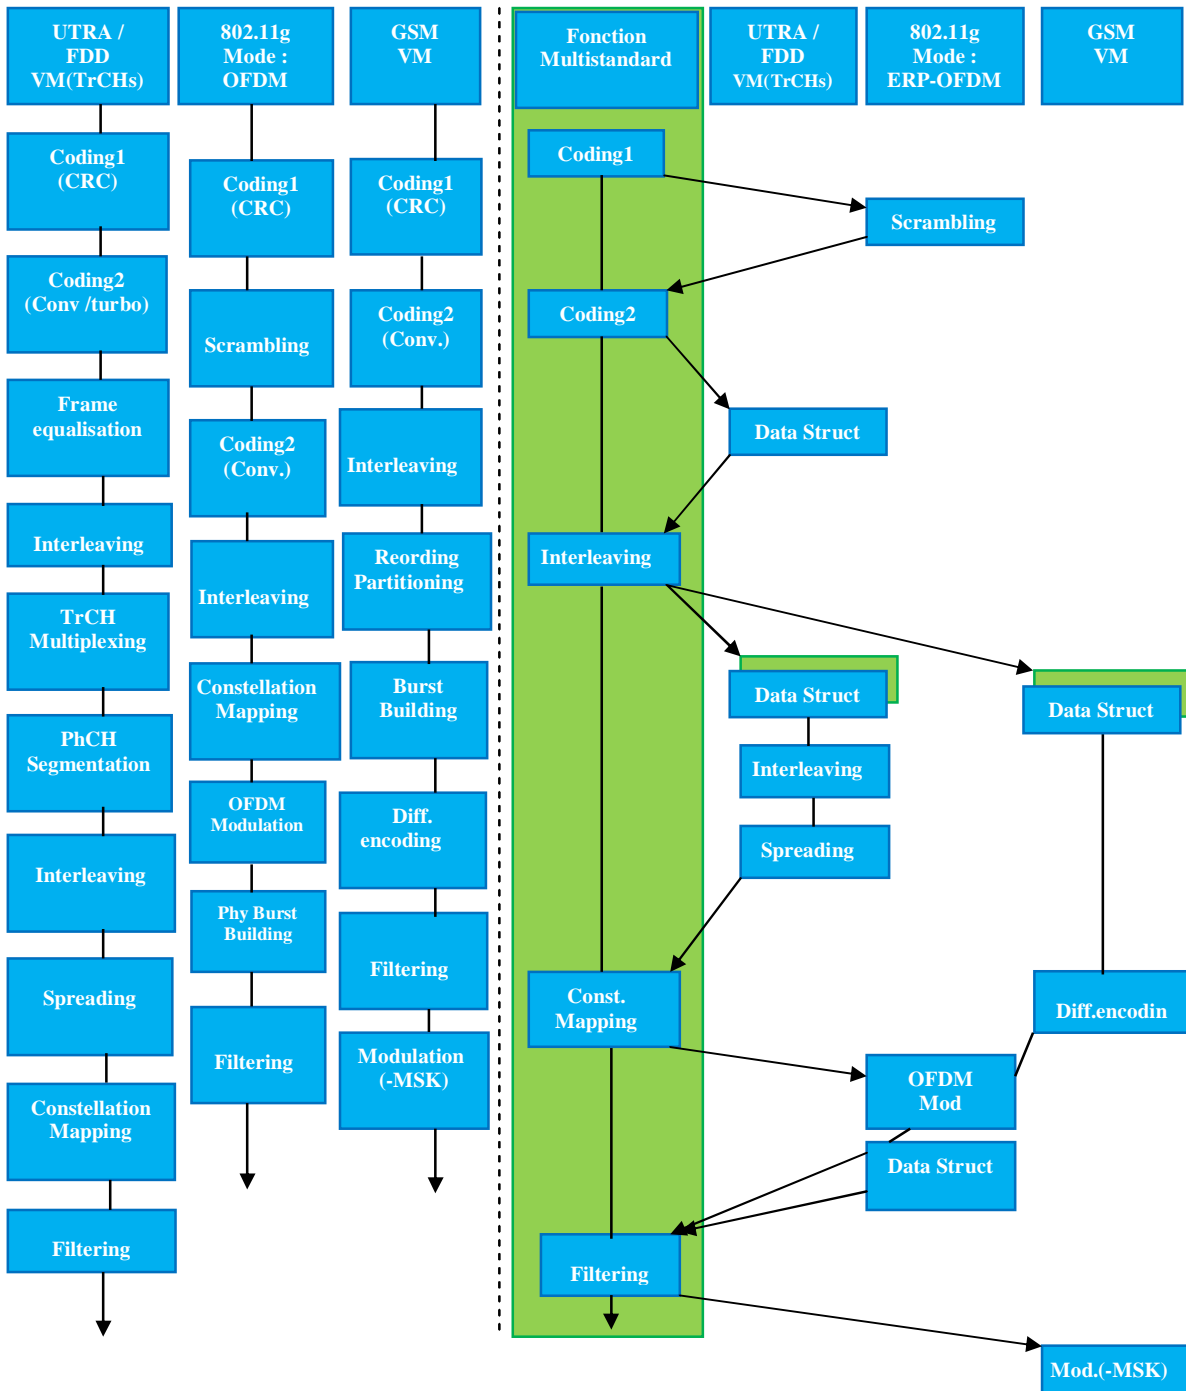 UTRA /
FDD
VM(TrCHs)
Coding1
(CRC)
Coding2
(Conv /turbo)
Frame
equalisation
Interleaving
TrCH
Multiplexing
PhCH
Segmentation
Interleaving
Spreading
Constellation
Mapping
Filtering
802.11g
Mode :
OFDM
Coding1
(CRC)
Scrambling
Coding2
(Conv.)
Interleaving
Constellation
Mapping
OFDM
Modulation
Phy Burst
Building
Filtering
GSM
VM
Coding1
(CRC)
Coding2
(Conv.)
Interleaving
Reording
Partitioning
Burst
Building
Diff.
encoding
Filtering
Modulation
(-MSK)
Fonction
Multistandard
Coding1
Coding2
Interleaving
Const.
Mapping
Filtering
UTRA /
FDD
VM(TrCHs)
Data Struct
Data Struct
Interleaving
Spreading
802.11g
Mode :
ERP-OFDM
Scrambling
OFDM
Mod
Data Struct
GSM
VM
Data Struct
Diff.encodin
Mod.(-MSK)